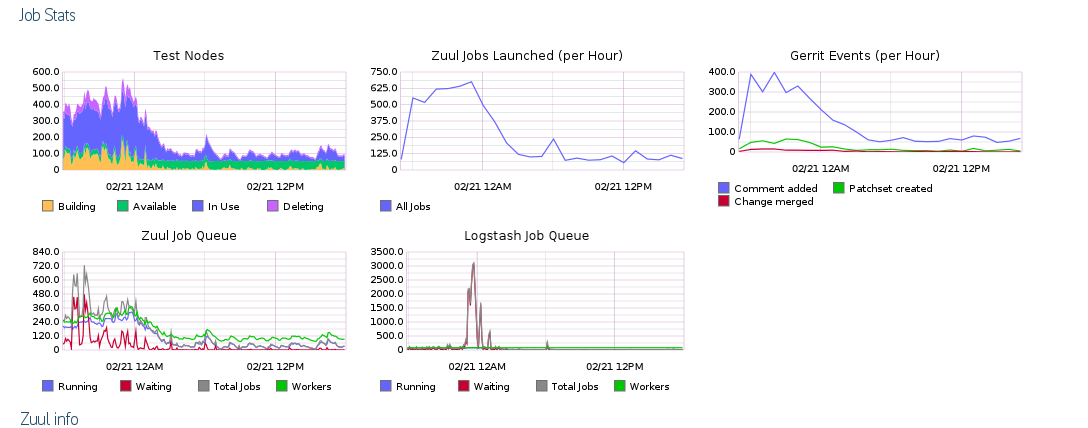 Job Stats
Test Nodes
600.0
500.0
400.0
300.0
200.0
100.0
0
02/21 12AM 02/21 12PM
Building Available In Use Deleting
Zuul Jobs Launched (per Hour)
750.0
625.0
500.0
375.0
250.0
125.0
0
02/21 12AM 02/21 12PM
All Jobs
Gerrit Events (per Hour)
400.0
300.0
200.0
100.0
0
02/21 12AM 02/21 12PM
Comment added Patchset created
Change merged
Zuul Job Queue
840.0
720.0
600.0
480.0
360.0
240.0
120.0
0
02/21 12AM 02/21 12PM
Running Waiting Total Jobs Workers
Logstash Job Queue
3500.0
3000.0
2500.0
2000.0
1500.0
1000.0
500.0
0
02/21 12AM 02/21 12PM
Running Waiting Total Jobs Workers
Zuul info